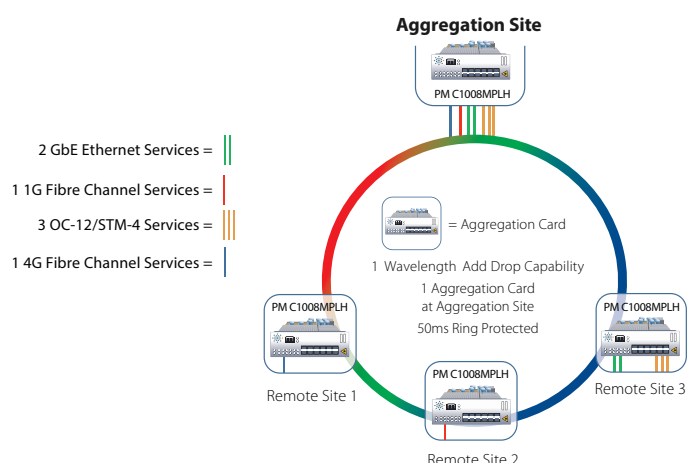 Aggregation Site
PM C1008MPLH
2 GbE Ethernet Services =
1 1G Fibre Channel Services =
3 OC-12/STM-4 Services =
1 4G Fibre Channel Services =
= Aggregation Card
1 Wavelength Add Drop Capability
1 Aggregation Card
at Aggregation Site
50ms Ring Protected
PM C1008MPLH
Remote Site 1
PM C1008MPLH
Remote Site 2
PM C1008MPLH
Remote Site 3